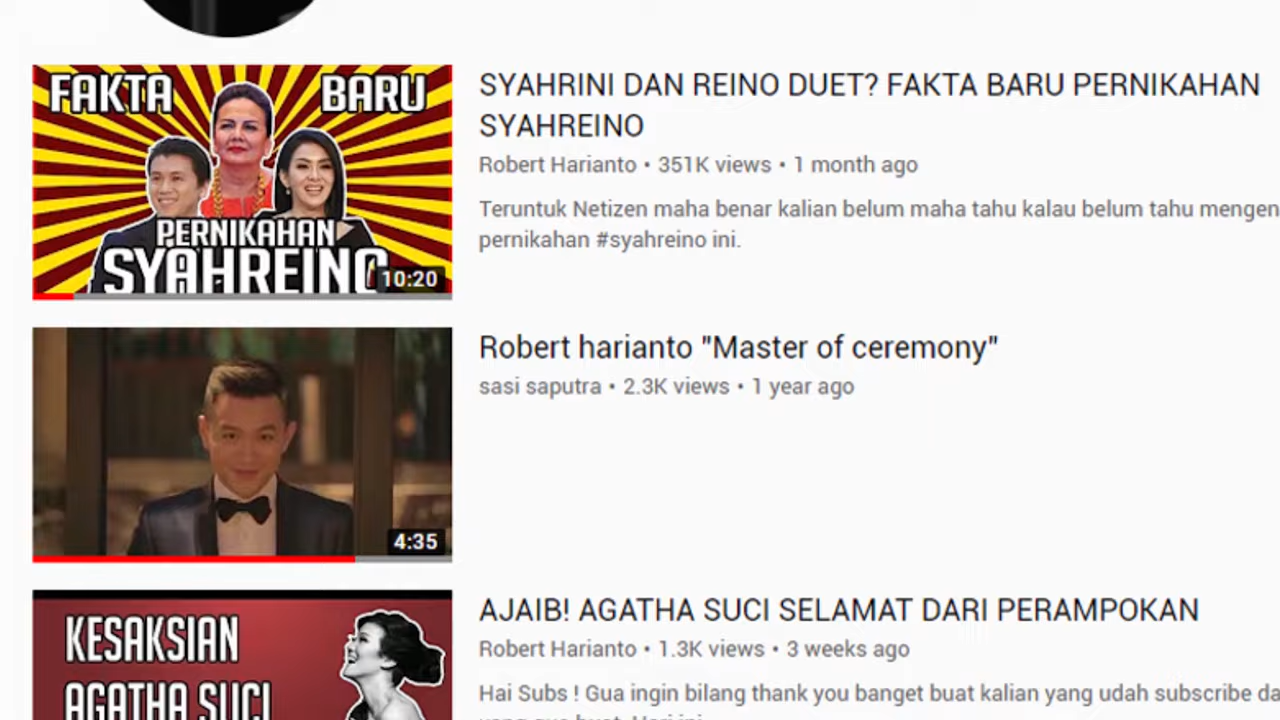 FAKTA BARU
PERNIKAHAN
SYAHREINO
10:20
SYAHRINI DAN REINO DUET? FAKTA BARU PERNIKAHAN
SYAHREINO
Robert Harianto • 351K views • 1 month ago
Teruntuk Netizen maha benar kalian belum maha tahu kalau belum tahu mengen
pernikahan #syahreino ini.
4:35
Robert harianto "Master of ceremony"
sasi saputra • 2.3K views • 1 year ago
KESAKSIAN
AGATHA SUCI
AJAIB! AGATHA SUCI SELAMAT DARI PERAMPOKAN
Robert Harianto • 1.3K views • 3 weeks ago
Hai Subs ! Gua ingin bilang thank you banget buat kalian yang udah subscribe da